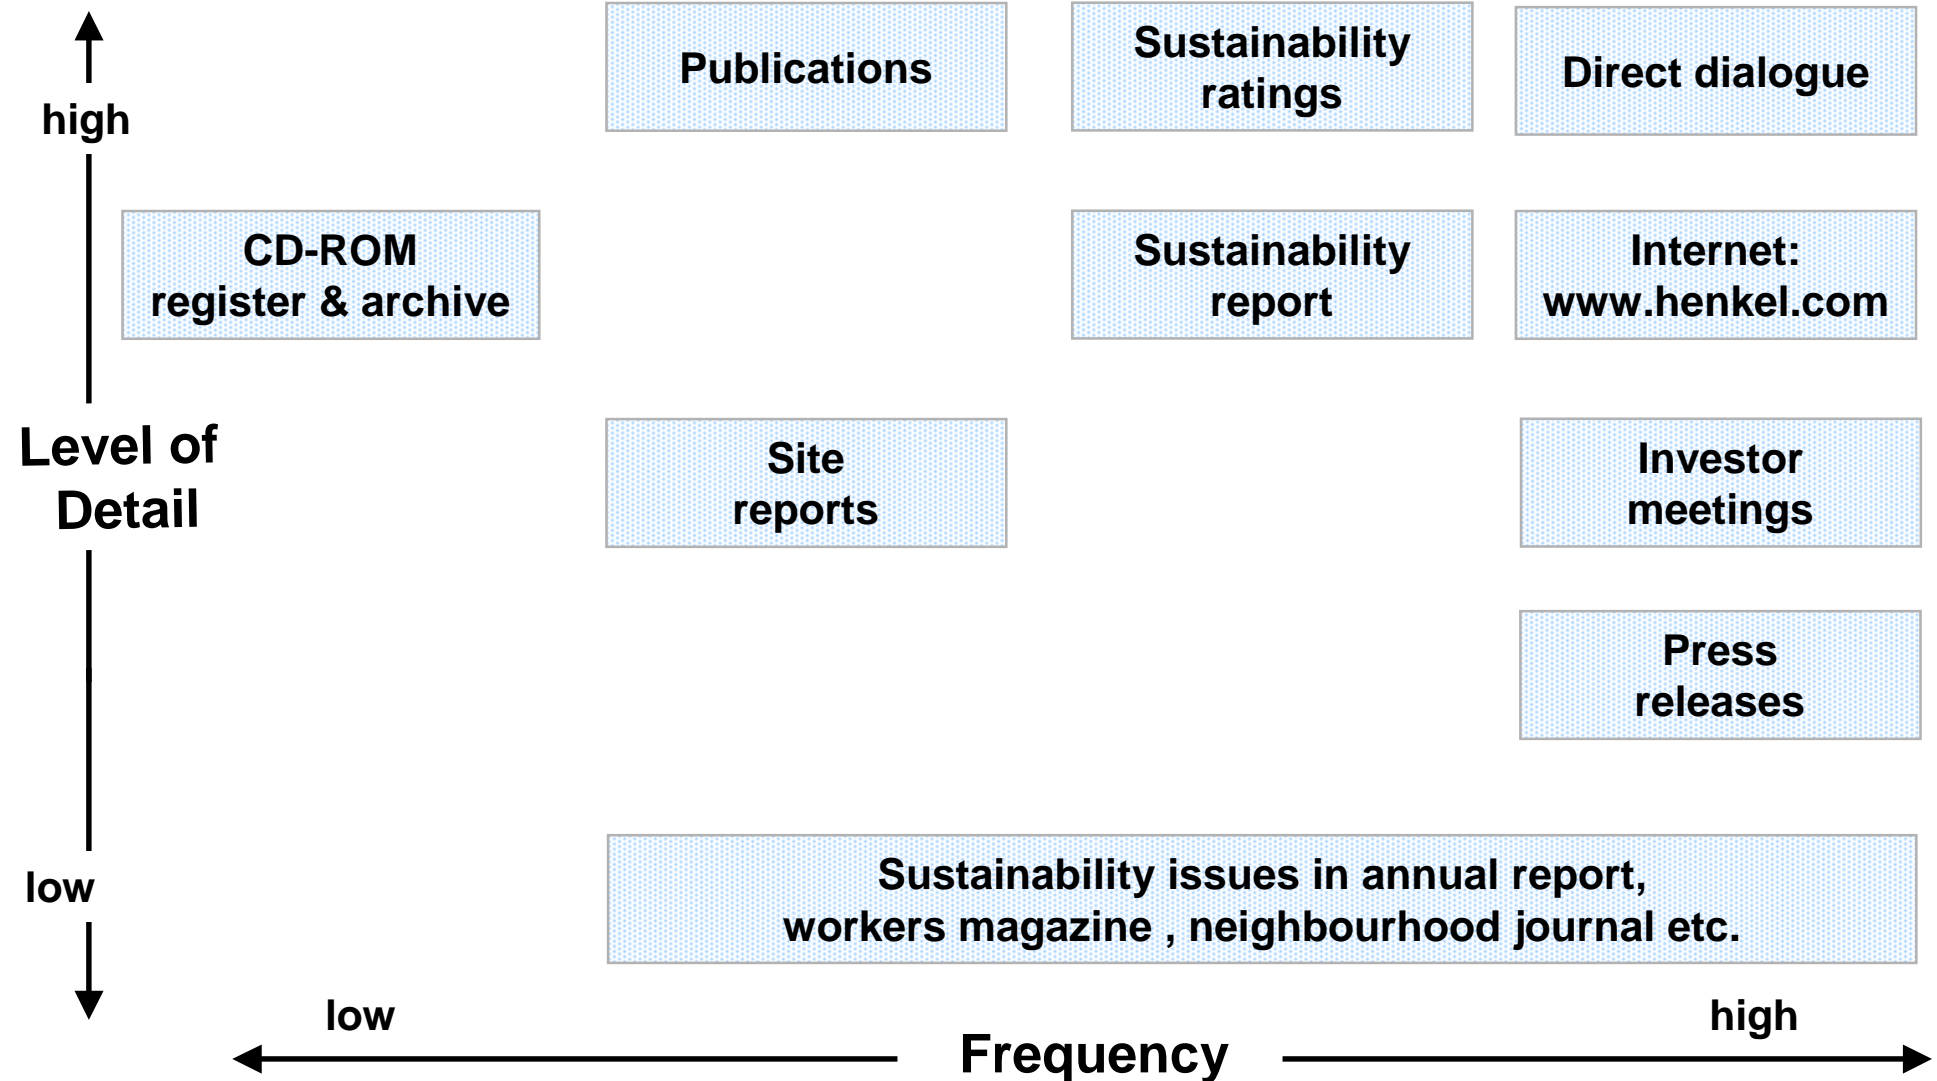 Publications
Sustainability
ratings
Direct dialogue
high
CD-ROM
register & archive
Sustainability
report
Internet:
www.henkel.com
Level of
Detail
Site
reports
Investor
meetings
Press
releases
low
Sustainability issues in annual report,
workers magazine , neighbourhood journal etc.
low
high
Frequency